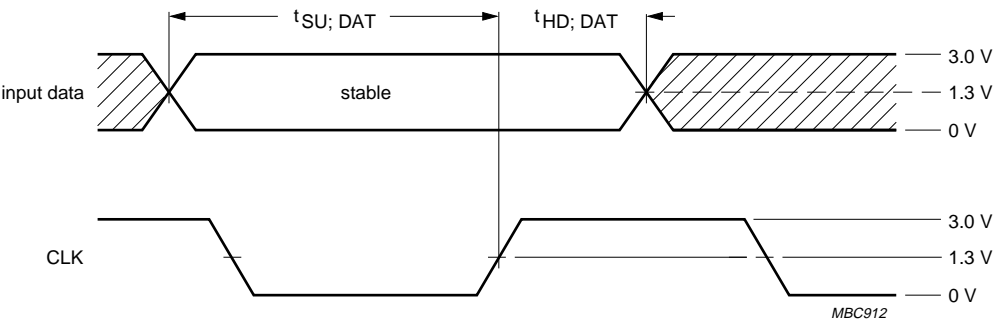 tSU; DAT
tHD; DAT
3.0 V
input data
stable
1.3 V
0 V
3.0 V
CLK
1.3 V
0 V
MBC912